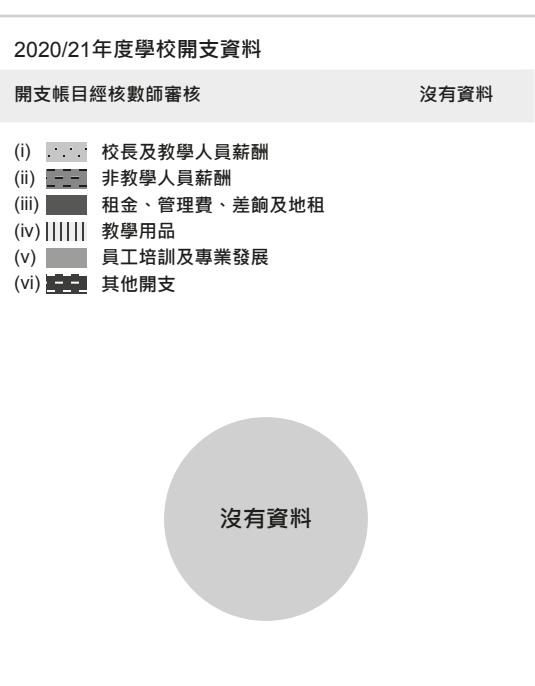 2020/21年度學校開支資料
開支帳目經核數師審核 沒有資料
(i) 校長及教學人員薪酬
(ii) 非教學人員薪酬
(iii) 租金、管理費、差餉及地租
(iv) 教學用品
(v) 員工培訓及專業發展
(vi) 其他開支
沒有資料